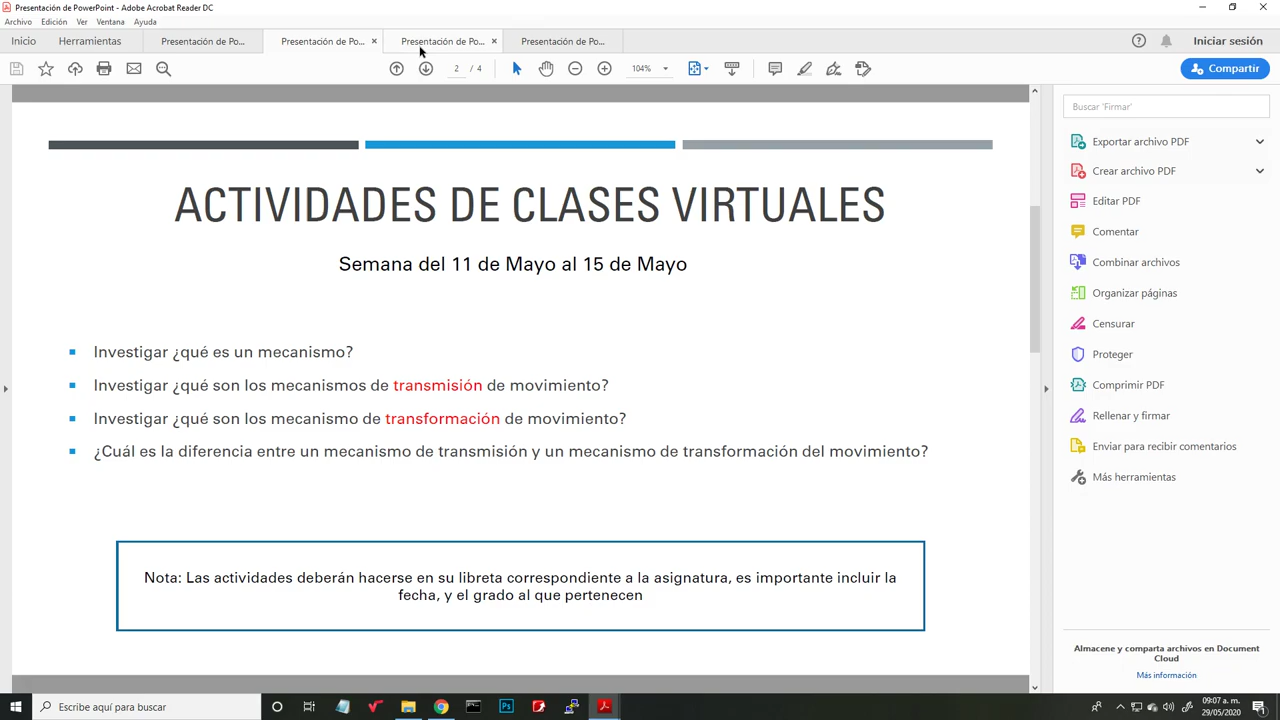 Presentación de PowerPoint - Adobe Acrobat Reader DC
Archivo Edición Ver Ventana Ayuda
Inicio Herramientas Presentación de Po... Presentación de Po... × Presentación de Po... × Presentación de Po... Iniciar sesión
2 / 4 104% Compartir
Buscar 'Firmar'
Exportar archivo PDF
Crear archivo PDF
Editar PDF
Comentar
Combinar archivos
Organizar páginas
Censurar
Proteger
Comprimir PDF
Rellenar y firmar
Enviar para recibir comentarios
Más herramientas
ACTIVIDADES DE CLASES VIRTUALES
Semana del 11 de Mayo al 15 de Mayo
Investigar ¿qué es un mecanismo?
Investigar ¿qué son los mecanismos de transmisión de movimiento?
Investigar ¿qué son los mecanismo de transformación de movimiento?
¿Cuál es la diferencia entre un mecanismo de transmisión y un mecanismo de transformación del movimiento?
Nota: Las actividades deberán hacerse en su libreta correspondiente a la asignatura, es importante incluir la
fecha, y el grado al que pertenecen
Almacene y comparta archivos en Document
Cloud
Más información
Escribe aquí para buscar
09:07 a. m.
29/05/2020